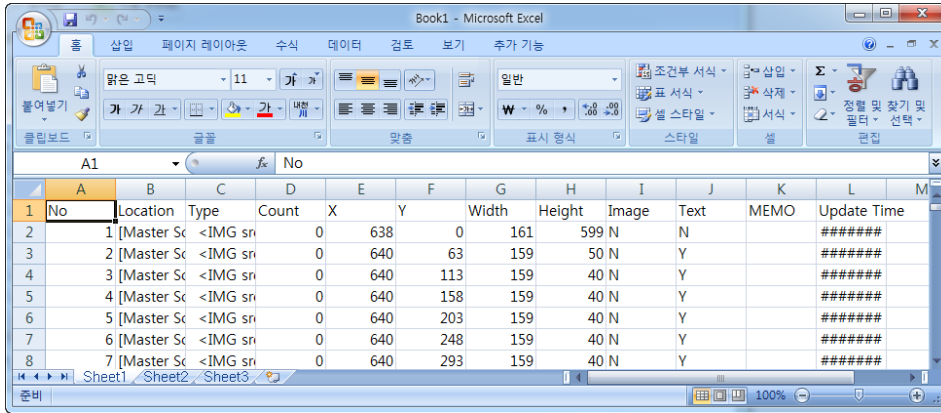 Book1 - Microsoft Excel
홈 삽입 페이지 레이아웃 수식 데이터 검토 보기 추가 기능
붙여넣기
클립보드
맑은 고딕 11 가 가
가 가 가 가 내천
글꼴
맞춤
일반
₩ % , .0 .00 .00 .0
표시 형식
조건부 서식
표 서식
셀 스타일
스타일
삽입
삭제
서식
셀
Σ
정렬 및 필터
찾기 및 선택
편집
A1 fx No
A B C D E F G H I J K L M
1 No Location Type Count X Y Width Height Image Text MEMO Update Time
2 1 [Master Sc <IMG sr 0 638 0 161 599 N N #######
3 2 [Master Sc <IMG sr 0 640 63 159 50 N Y #######
4 3 [Master Sc <IMG sr 0 640 113 159 40 N Y #######
5 4 [Master Sc <IMG sr 0 640 158 159 40 N Y #######
6 5 [Master Sc <IMG sr 0 640 203 159 40 N Y #######
7 6 [Master Sc <IMG sr 0 640 248 159 40 N Y #######
8 7 [Master Sc <IMG sr 0 640 293 159 40 N Y #######
Sheet1 Sheet2 Sheet3
준비 100%